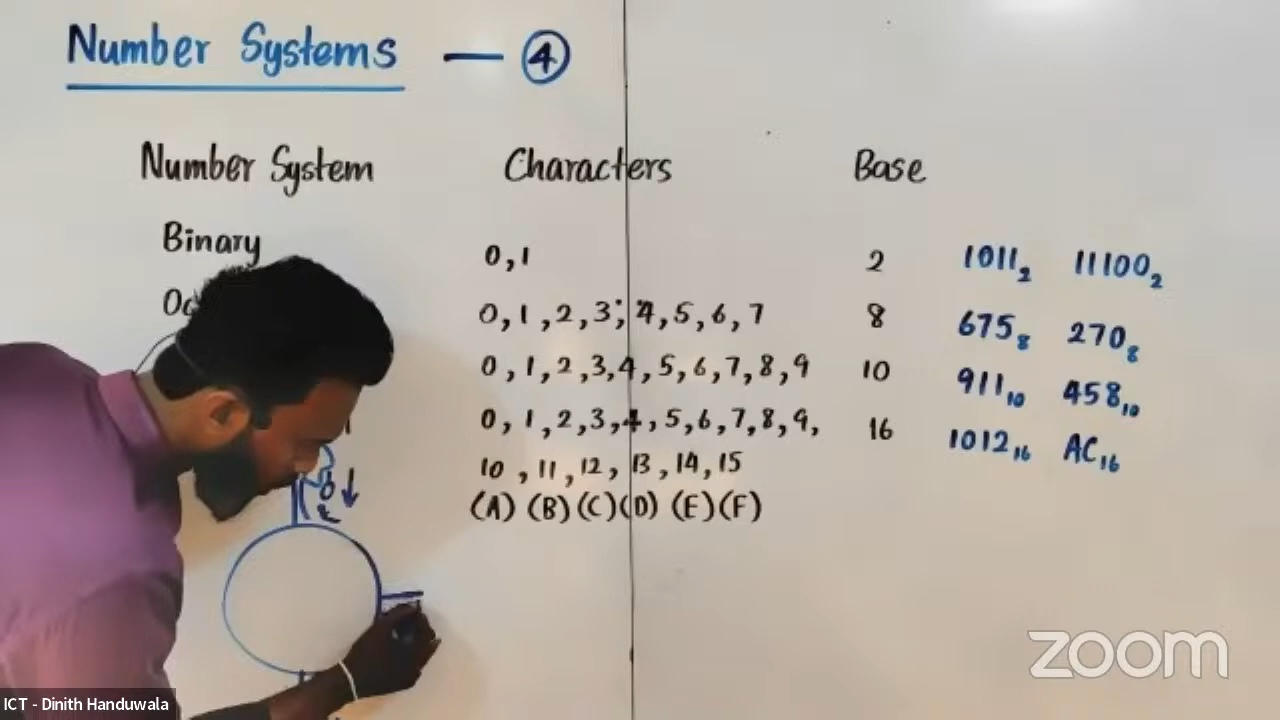 Number Systems — ④
Number System Characters Base
Binary 0,1 2 1011₂ 11100₂
0,1,2,3,4,5,6,7 8 675₈ 270₈
0,1,2,3,4,5,6,7,8,9 10 911₁₀ 458₁₀
0,1,2,3,4,5,6,7,8,9, 16 1012₁₆ AC₁₆
10,11,12,13,14,15
(A) (B) (C) (D) (E) (F)
zoom
ICT - Dinith Handuwala